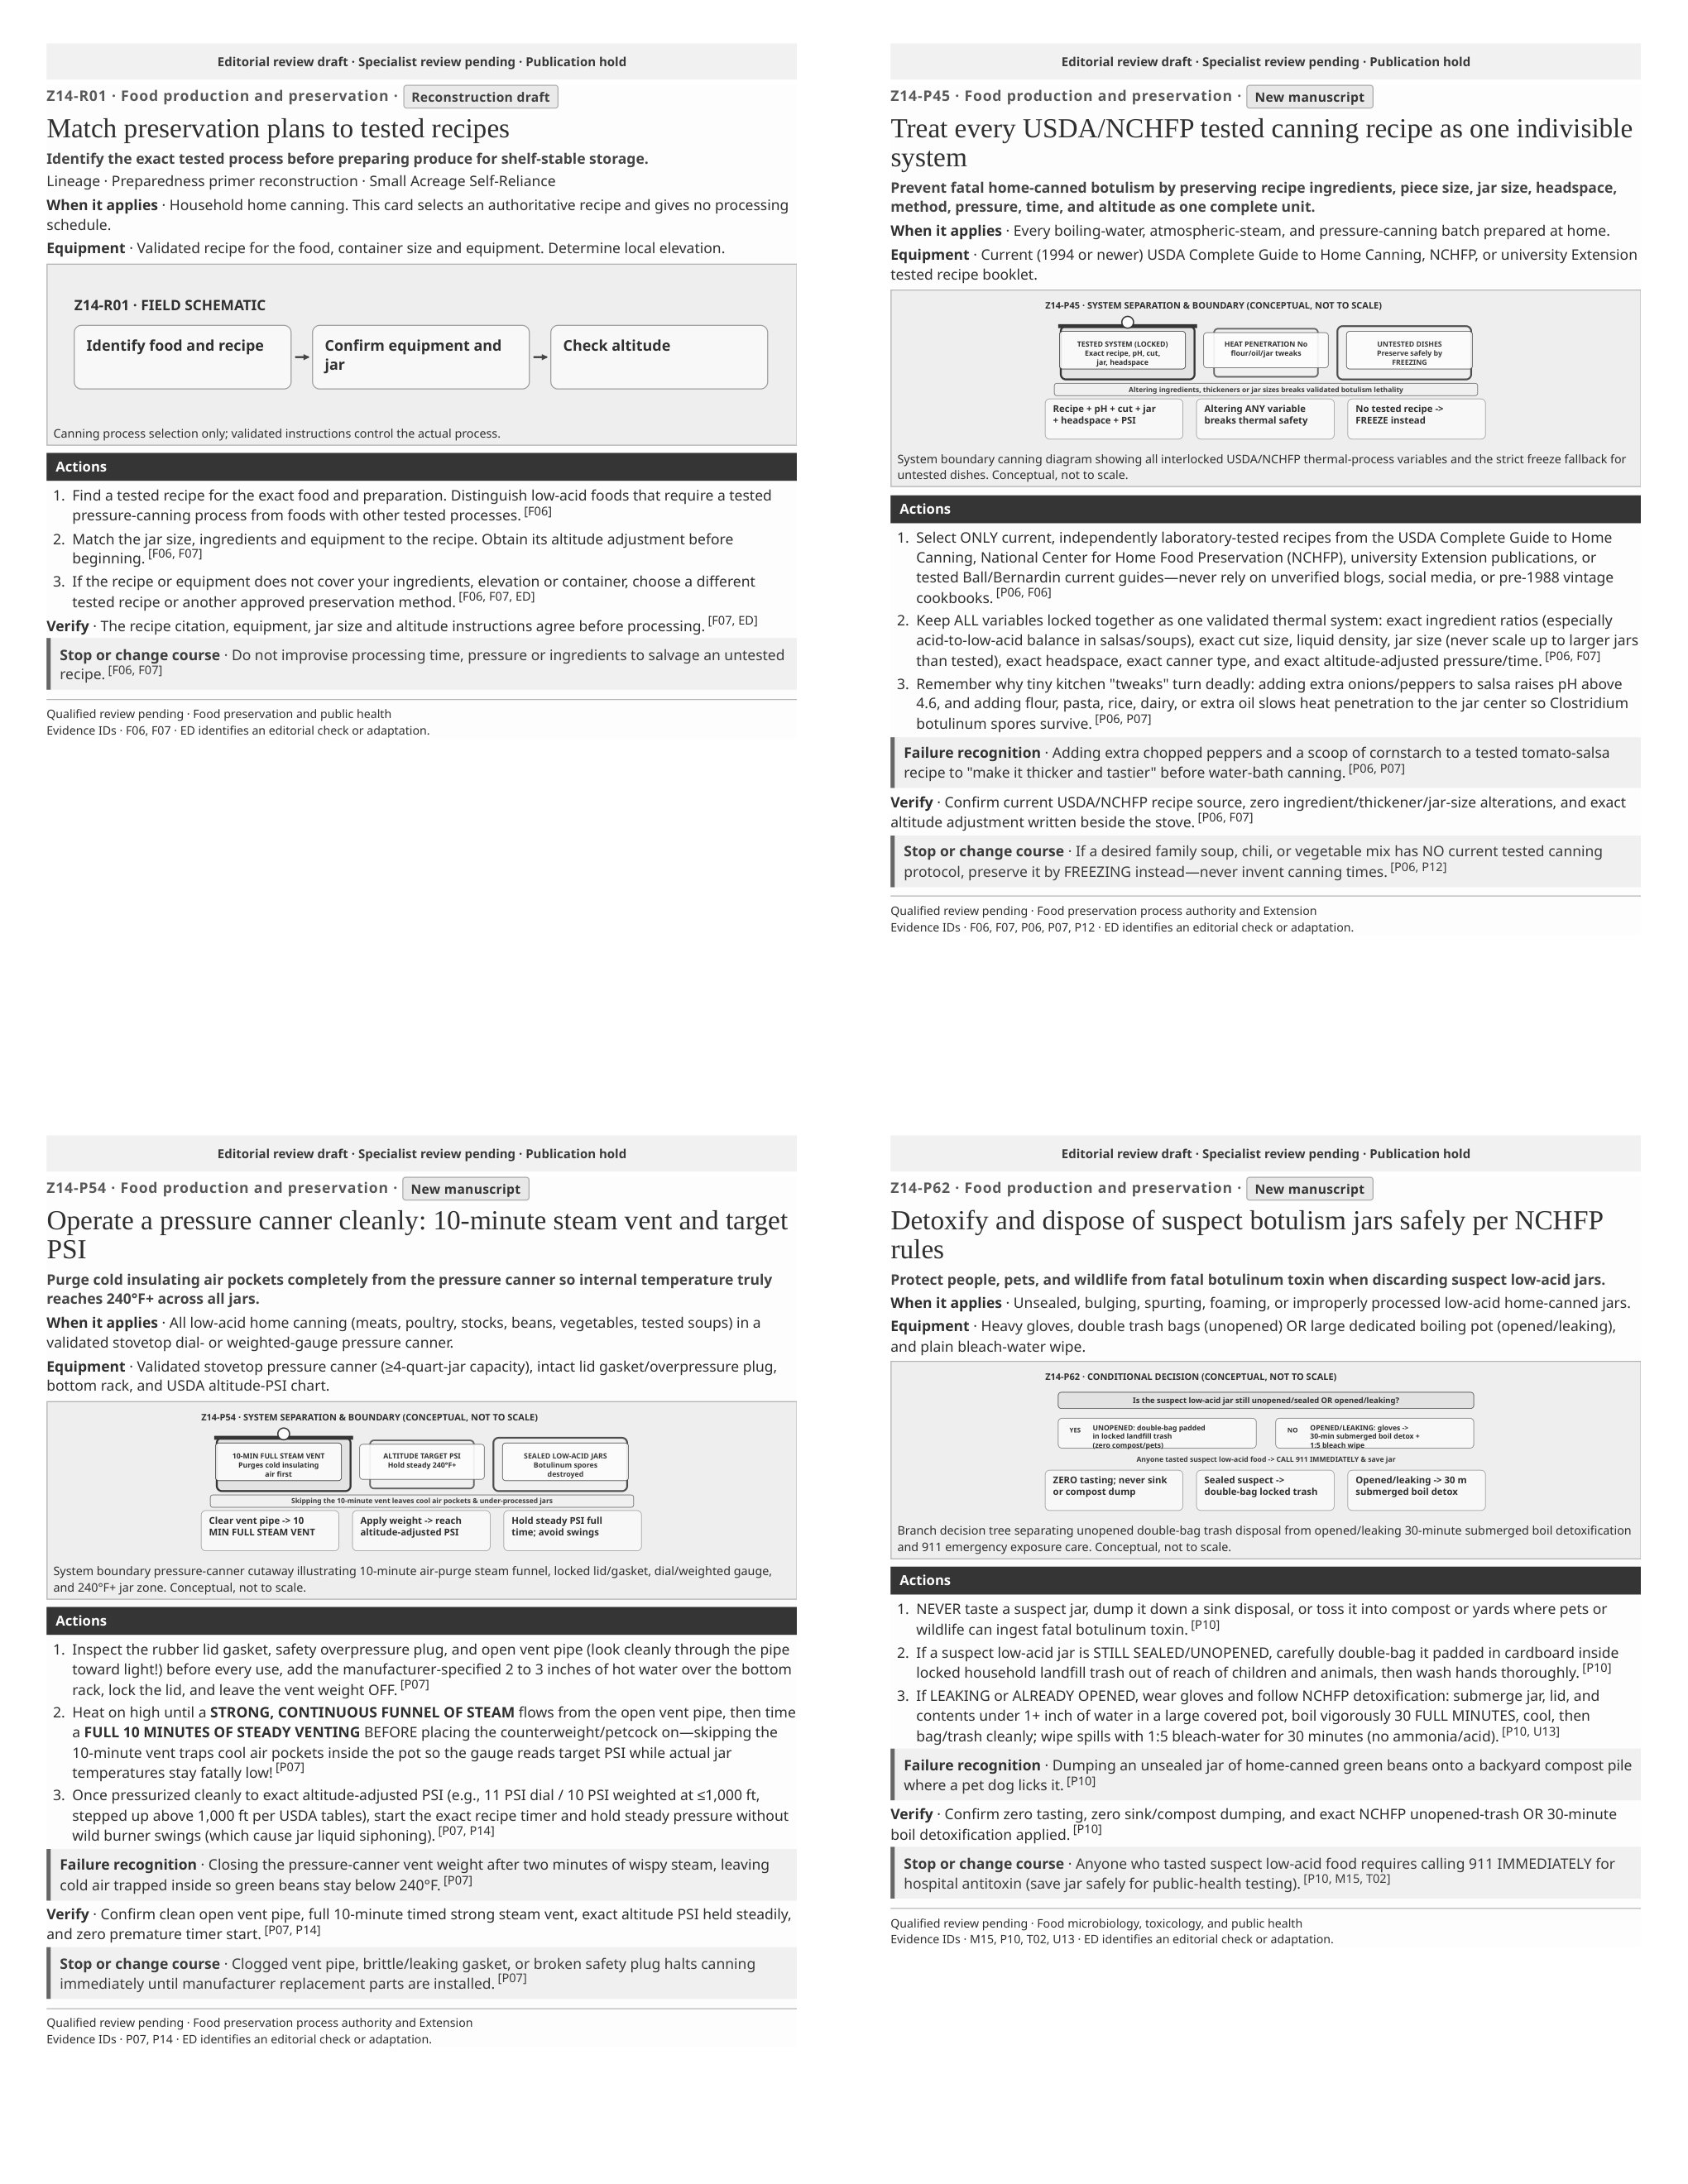 Editorial review draft · Specialist review pending · Publication hold
Z14-R01 · Food production and preservation · Reconstruction draft
Match preservation plans to tested recipes
Identify the exact tested process before preparing produce for shelf-stable storage.
Lineage · Preparedness primer reconstruction · Small Acreage Self-Reliance
When it applies · Household home canning. This card selects an authoritative recipe and gives no processing
schedule.
Equipment · Validated recipe for the food, container size and equipment. Determine local elevation.
Z14-R01 · FIELD SCHEMATIC
Identify food and recipe
Confirm equipment and
jar
Check altitude
Canning process selection only; validated instructions control the actual process.
Actions
1. Find a tested recipe for the exact food and preparation. Distinguish low-acid foods that require a tested
pressure-canning process from foods with other tested processes. [F06]
2. Match the jar size, ingredients and equipment to the recipe. Obtain its altitude adjustment before
beginning. [F06, F07]
3. If the recipe or equipment does not cover your ingredients, elevation or container, choose a different
tested recipe or another approved preservation method. [F06, F07, ED]
Verify · The recipe citation, equipment, jar size and altitude instructions agree before processing. [F07, ED]
Stop or change course · Do not improvise processing time, pressure or ingredients to salvage an untested
recipe. [F06, F07]
Qualified review pending · Food preservation and public health
Evidence IDs · F06, F07 · ED identifies an editorial check or adaptation.
Editorial review draft · Specialist review pending · Publication hold
Z14-P45 · Food production and preservation · New manuscript
Treat every USDA/NCHFP tested canning recipe as one indivisible
system
Prevent fatal home-canned botulism by preserving recipe ingredients, piece size, jar size, headspace,
method, pressure, time, and altitude as one complete unit.
When it applies · Every boiling-water, atmospheric-steam, and pressure-canning batch prepared at home.
Equipment · Current (1994 or newer) USDA Complete Guide to Home Canning, NCHFP, or university Extension
tested recipe booklet.
Z14-P45 · SYSTEM SEPARATION & BOUNDARY (CONCEPTUAL, NOT TO SCALE)
TESTED SYSTEM (LOCKED)
Exact recipe, pH, cut,
jar, headspace
HEAT PENETRATION No
flour/oil/jar tweaks
UNTESTED DISHES
Preserve safely by
FREEZING
Altering ingredients, thickeners or jar sizes breaks validated botulism lethality
Recipe + pH + cut + jar
+ headspace + PSI
Altering ANY variable
breaks thermal safety
No tested recipe ->
FREEZE instead
System boundary canning diagram showing all interlocked USDA/NCHFP thermal-process variables and the strict freeze fallback for
untested dishes. Conceptual, not to scale.
Actions
1. Select ONLY current, independently laboratory-tested recipes from the USDA Complete Guide to Home
Canning, National Center for Home Food Preservation (NCHFP), university Extension publications, or
tested Ball/Bernardin current guides—never rely on unverified blogs, social media, or pre-1988 vintage
cookbooks. [P06, F06]
2. Keep ALL variables locked together as one validated thermal system: exact ingredient ratios (especially
acid-to-low-acid balance in salsas/soups), exact cut size, liquid density, jar size (never scale up to larger jars
than tested), exact headspace, exact canner type, and exact altitude-adjusted pressure/time. [P06, F07]
3. Remember why tiny kitchen "tweaks" turn deadly: adding extra onions/peppers to salsa raises pH above
4.6, and adding flour, pasta, rice, dairy, or extra oil slows heat penetration to the jar center so Clostridium
botulinum spores survive. [P06, P07]
Failure recognition · Adding extra chopped peppers and a scoop of cornstarch to a tested tomato-salsa
recipe to "make it thicker and tastier" before water-bath canning. [P06, P07]
Verify · Confirm current USDA/NCHFP recipe source, zero ingredient/thickener/jar-size alterations, and exact
altitude adjustment written beside the stove. [P06, F07]
Stop or change course · If a desired family soup, chili, or vegetable mix has NO current tested canning
protocol, preserve it by FREEZING instead—never invent canning times. [P06, P12]
Qualified review pending · Food preservation process authority and Extension
Evidence IDs · F06, F07, P06, P07, P12 · ED identifies an editorial check or adaptation.
Editorial review draft · Specialist review pending · Publication hold
Z14-P54 · Food production and preservation · New manuscript
Operate a pressure canner cleanly: 10-minute steam vent and target
PSI
Purge cold insulating air pockets completely from the pressure canner so internal temperature truly
reaches 240°F+ across all jars.
When it applies · All low-acid home canning (meats, poultry, stocks, beans, vegetables, tested soups) in a
validated stovetop dial- or weighted-gauge pressure canner.
Equipment · Validated stovetop pressure canner (≥4-quart-jar capacity), intact lid gasket/overpressure plug,
bottom rack, and USDA altitude-PSI chart.
Z14-P54 · SYSTEM SEPARATION & BOUNDARY (CONCEPTUAL, NOT TO SCALE)
10-MIN FULL STEAM VENT
Purges cold insulating
air first
ALTITUDE TARGET PSI
Hold steady 240°F+
SEALED LOW-ACID JARS
Botulinum spores
destroyed
Skipping the 10-minute vent leaves cool air pockets & under-processed jars
Clear vent pipe -> 10
MIN FULL STEAM VENT
Apply weight -> reach
altitude-adjusted PSI
Hold steady PSI full
time; avoid swings
System boundary pressure-canner cutaway illustrating 10-minute air-purge steam funnel, locked lid/gasket, dial/weighted gauge,
and 240°F+ jar zone. Conceptual, not to scale.
Actions
1. Inspect the rubber lid gasket, safety overpressure plug, and open vent pipe (look cleanly through the pipe
toward light!) before every use, add the manufacturer-specified 2 to 3 inches of hot water over the bottom
rack, lock the lid, and leave the vent weight OFF. [P07]
2. Heat on high until a STRONG, CONTINUOUS FUNNEL OF STEAM flows from the open vent pipe, then time
a FULL 10 MINUTES OF STEADY VENTING BEFORE placing the counterweight/petcock on—skipping the
10-minute vent traps cool air pockets inside the pot so the gauge reads target PSI while actual jar
temperatures stay fatally low! [P07]
3. Once pressurized cleanly to exact altitude-adjusted PSI (e.g., 11 PSI dial / 10 PSI weighted at ≤1,000 ft,
stepped up above 1,000 ft per USDA tables), start the exact recipe timer and hold steady pressure without
wild burner swings (which cause jar liquid siphoning). [P07, P14]
Failure recognition · Closing the pressure-canner vent weight after two minutes of wispy steam, leaving
cold air trapped inside so green beans stay below 240°F. [P07]
Verify · Confirm clean open vent pipe, full 10-minute timed strong steam vent, exact altitude PSI held steadily,
and zero premature timer start. [P07, P14]
Stop or change course · Clogged vent pipe, brittle/leaking gasket, or broken safety plug halts canning
immediately until manufacturer replacement parts are installed. [P07]
Qualified review pending · Food preservation process authority and Extension
Evidence IDs · P07, P14 · ED identifies an editorial check or adaptation.
Editorial review draft · Specialist review pending · Publication hold
Z14-P62 · Food production and preservation · New manuscript
Detoxify and dispose of suspect botulism jars safely per NCHFP
rules
Protect people, pets, and wildlife from fatal botulinum toxin when discarding suspect low-acid jars.
When it applies · Unsealed, bulging, spurting, foaming, or improperly processed low-acid home-canned jars.
Equipment · Heavy gloves, double trash bags (unopened) OR large dedicated boiling pot (opened/leaking),
and plain bleach-water wipe.
Z14-P62 · CONDITIONAL DECISION (CONCEPTUAL, NOT TO SCALE)
Is the suspect low-acid jar still unopened/sealed OR opened/leaking?
YES
UNOPENED: double-bag padded
in locked landfill trash
(zero compost/pets)
NO
OPENED/LEAKING: gloves ->
30-min submerged boil detox +
1:5 bleach wipe
Anyone tasted suspect low-acid food -> CALL 911 IMMEDIATELY & save jar
ZERO tasting; never sink
or compost dump
Sealed suspect ->
double-bag locked trash
Opened/leaking -> 30 m
submerged boil detox
Branch decision tree separating unopened double-bag trash disposal from opened/leaking 30-minute submerged boil detoxification
and 911 emergency exposure care. Conceptual, not to scale.
Actions
1. NEVER taste a suspect jar, dump it down a sink disposal, or toss it into compost or yards where pets or
wildlife can ingest fatal botulinum toxin. [P10]
2. If a suspect low-acid jar is STILL SEALED/UNOPENED, carefully double-bag it padded in cardboard inside
locked household landfill trash out of reach of children and animals, then wash hands thoroughly. [P10]
3. If LEAKING or ALREADY OPENED, wear gloves and follow NCHFP detoxification: submerge jar, lid, and
contents under 1+ inch of water in a large covered pot, boil vigorously 30 FULL MINUTES, cool, then
bag/trash cleanly; wipe spills with 1:5 bleach-water for 30 minutes (no ammonia/acid). [P10, U13]
Failure recognition · Dumping an unsealed jar of home-canned green beans onto a backyard compost pile
where a pet dog licks it. [P10]
Verify · Confirm zero tasting, zero sink/compost dumping, and exact NCHFP unopened-trash OR 30-minute
boil detoxification applied. [P10]
Stop or change course · Anyone who tasted suspect low-acid food requires calling 911 IMMEDIATELY for
hospital antitoxin (save jar safely for public-health testing). [P10, M15, T02]
Qualified review pending · Food microbiology, toxicology, and public health
Evidence IDs · M15, P10, T02, U13 · ED identifies an editorial check or adaptation.